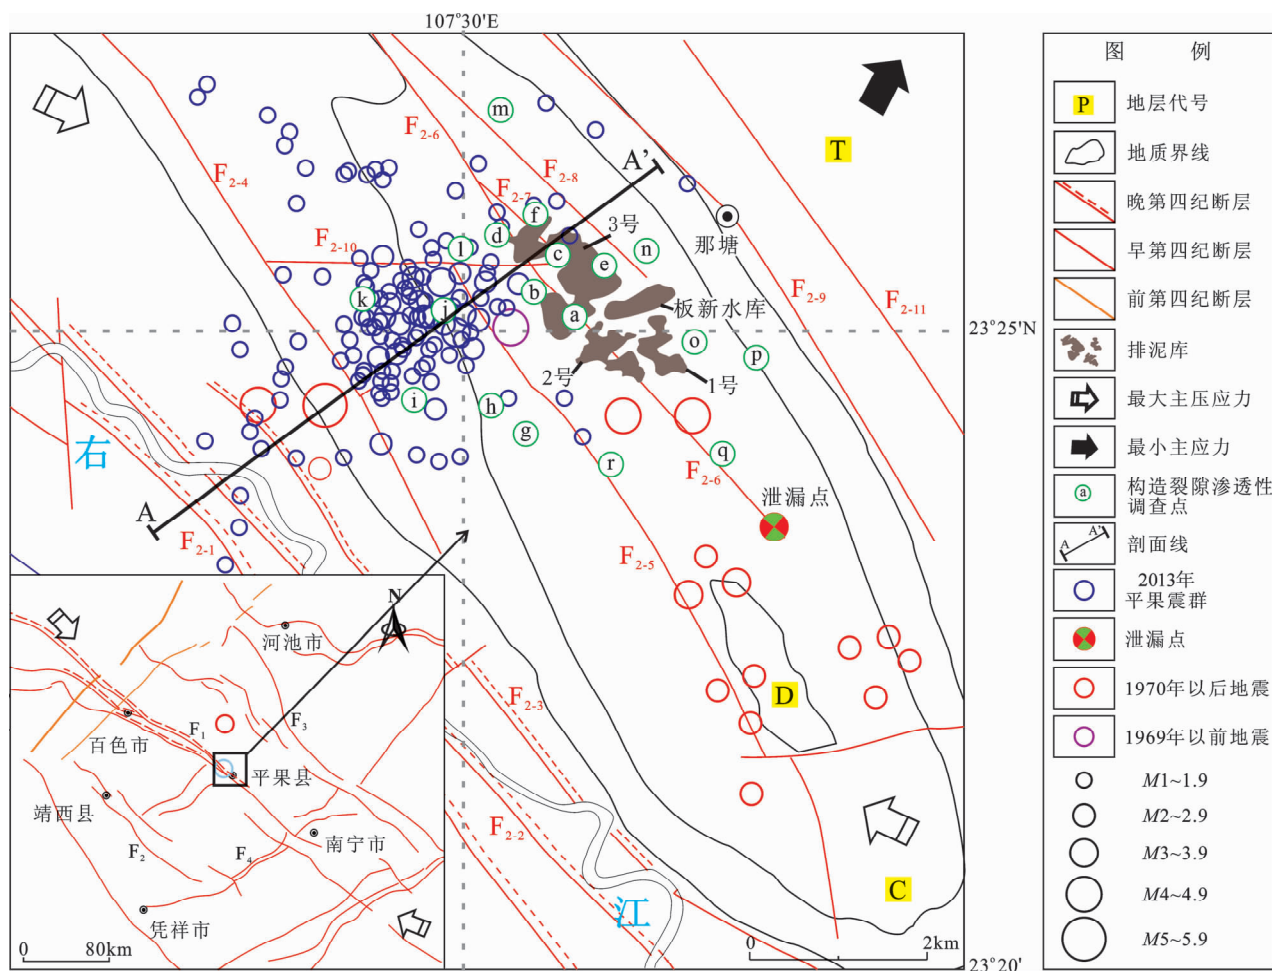 107°30'E
m
T
F2-6
A'
F2-4
F2-8
F2-7
f
3号
那塘
d
n
F2-10
l
c
e
k
b
j
a
板新水库
F2-9
F2-11
23°25'N
o
p
2号
1号
i
h
g
右
r
q
F2-6
泄漏点
A
F2-1
F2-5
N
河池市
F1
F3
百色市
平果县
靖西县
F2
F4
南宁市
凭祥市
0 80km
F2-3
D
F2-2
C
江
0 2km
23°20'
图 例
P 地层代号
地质界线
晚第四纪断层
早第四纪断层
前第四纪断层
排泥库
最大主压应力
最小主应力
a 构造裂隙渗透性
调查点
A A' 剖面线
2013年
平果震群
泄漏点
1970年以后地震
1969年以前地震
M1~1.9
M2~2.9
M3~3.9
M4~4.9
M5~5.9